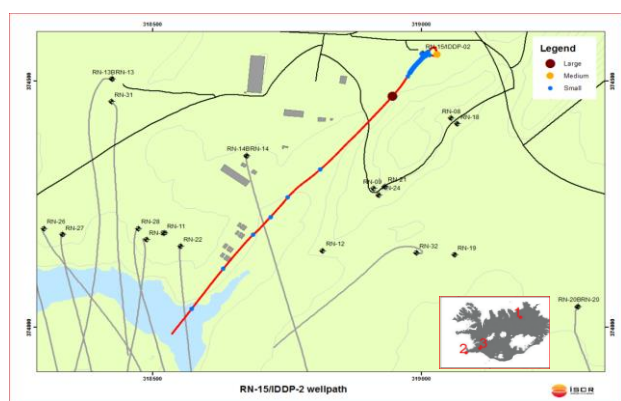 318500
319000
RN-15/IDDP-02
Legend
Large
Medium
Small
RN-13BRN-13
RN-31
RN-08
RN-18
RN-14BRN-14
RN-09
RN-21
RN-24
RN-26
RN-27
RN-28
RN-11
RN-22
RN-12
RN-32
RN-19
RN-20BRN-20
1
2
3
318500
319000
RN-15/IDDP-2 wellpath
ISOR